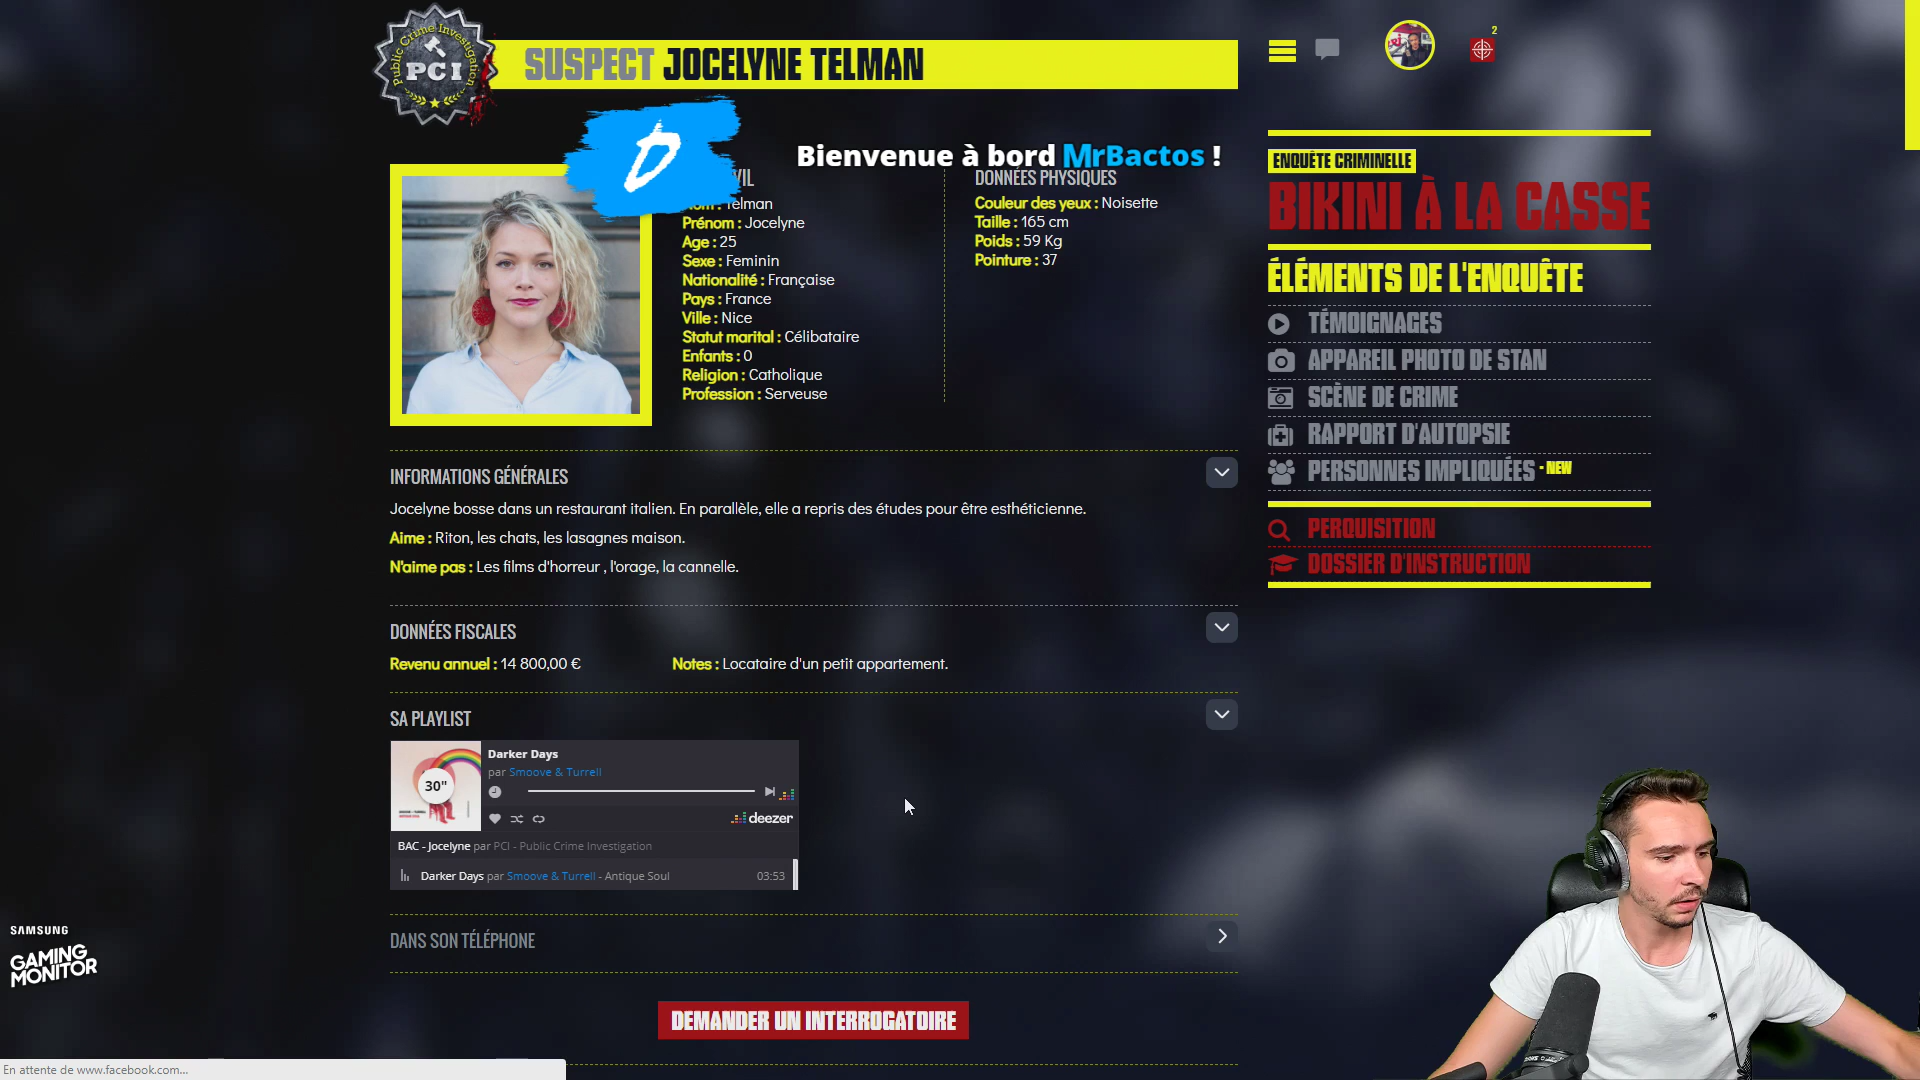 Public Crime Investigation
PCI
SUSPECT JOCELYNE TELMAN
2
D
Bienvenue à bord MrBactos !
VIL
Nom : Telman
Prénom : Jocelyne
Age : 25
Sexe : Feminin
Nationalité : Française
Pays : France
Ville : Nice
Statut marital : Célibataire
Enfants : 0
Religion : Catholique
Profession : Serveuse
DONNÉES PHYSIQUES
Couleur des yeux : Noisette
Taille : 165 cm
Poids : 59 Kg
Pointure : 37
INFORMATIONS GÉNÉRALES
Jocelyne bosse dans un restaurant italien. En parallèle, elle a repris des études pour être esthéticienne.
Aime : Riton, les chats, les lasagnes maison.
N'aime pas : Les films d'horreur , l'orage, la cannelle.
DONNÉES FISCALES
Revenu annuel : 14 800,00 €
Notes : Locataire d'un petit appartement.
SA PLAYLIST
30"
Darker Days
par Smoove & Turrell
deezer
BAC - Jocelyne par PCI - Public Crime Investigation
Darker Days par Smoove & Turrell - Antique Soul 03:53
DANS SON TÉLÉPHONE
DEMANDER UN INTERROGATOIRE
ENQUÊTE CRIMINELLE
BIKINI À LA CASSE
ÉLÉMENTS DE L'ENQUÊTE
TÉMOIGNAGES
APPAREIL PHOTO DE STAN
SCÈNE DE CRIME
RAPPORT D'AUTOPSIE
PERSONNES IMPLIQUÉES - NEW
PERQUISITION
DOSSIER D'INSTRUCTION
SAMSUNG
GAMING
MONITOR
En attente de www.facebook.com...